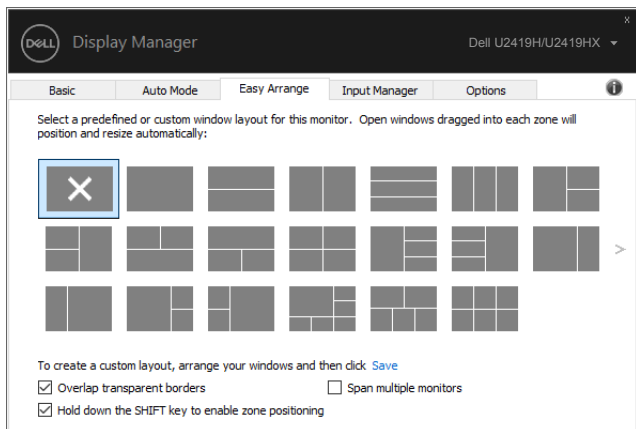 DELL Display Manager Dell U2419H/U2419HX
Basic Auto Mode Easy Arrange Input Manager Options
Select a predefined or custom window layout for this monitor. Open windows dragged into each zone will
position and resize automatically:
To create a custom layout, arrange your windows and then click Save
Overlap transparent borders Span multiple monitors
Hold down the SHIFT key to enable zone positioning